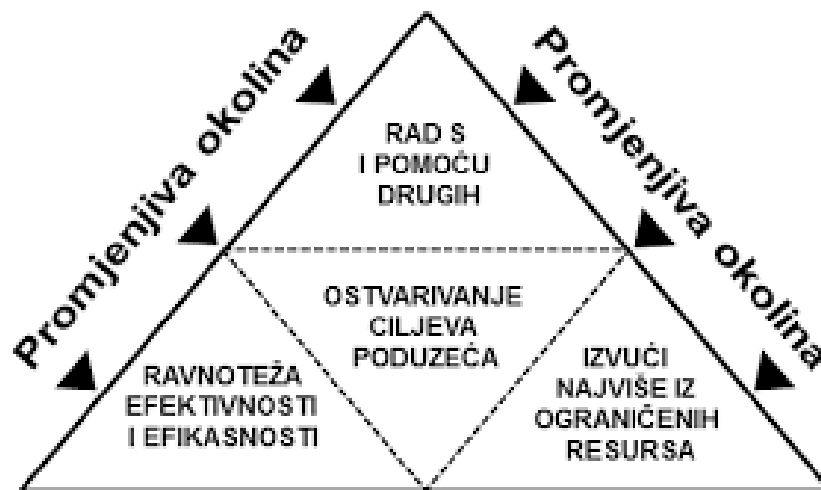 Promjenjiva okolina
Promjenjiva okolina
RAD S
I POMOĆU
DRUGIH
OSTVARIVANJE
CILJEVA
PODUZEĆA
RAVNOTEŽA
EFEKTIVNOSTI
I EFIKASNOSTI
IZVUĆI
NAJVIŠE IZ
OGRANIČENIH
RESURSA